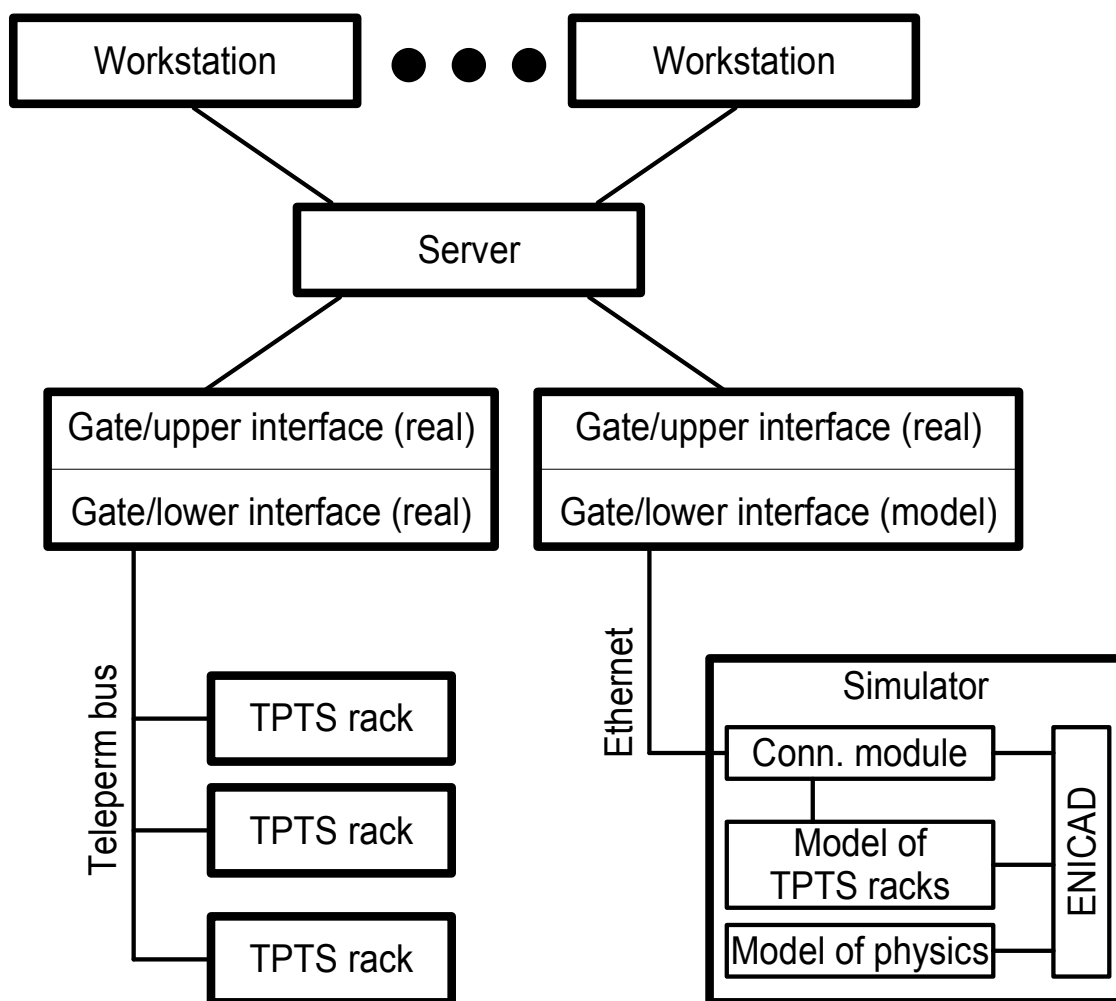 Workstation
Workstation
Server
Gate/upper interface (real)
Gate/lower interface (real)
Gate/upper interface (real)
Gate/lower interface (model)
Teleperm bus
TPTS rack
TPTS rack
TPTS rack
Ethernet
Simulator
Conn. module
Model of
TPTS racks
Model of physics
ENICAD